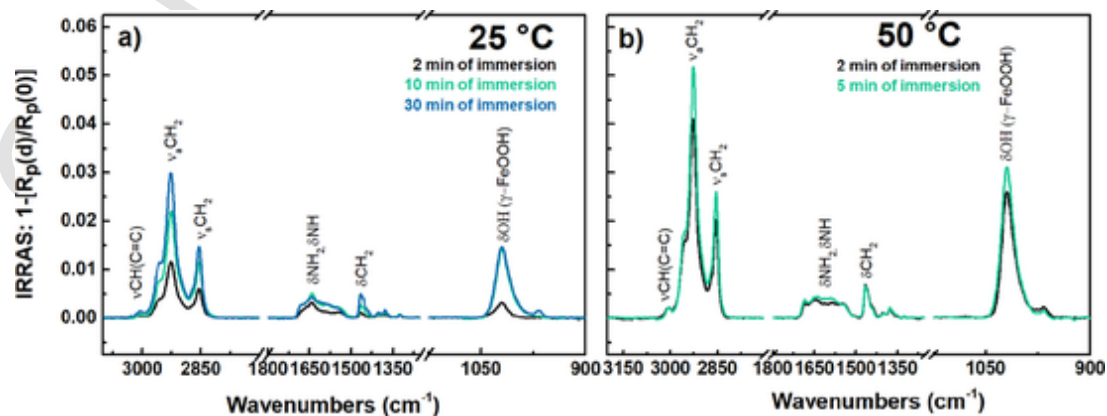 IRRAS: 1-[Rp(d)/Rp(0)]
0.06
0.05
0.04
0.03
0.02
0.01
0.00
a)
25 °C
2 min of immersion
10 min of immersion
30 min of immersion
νCH(C=C)
νaCH2
νsCH2
δNH2,δNH
δCH2
δOH (γ-FeOOH)
3000 2850 1800 1650 1500 1350 1050 900
Wavenumbers (cm-1)
b)
50 °C
2 min of immersion
5 min of immersion
νCH(C=C)
νaCH2
νsCH2
δNH2,δNH
δCH2
δOH (γ-FeOOH)
3150 3000 2850 1800 1650 1500 1350 1050 900
Wavenumbers (cm-1)